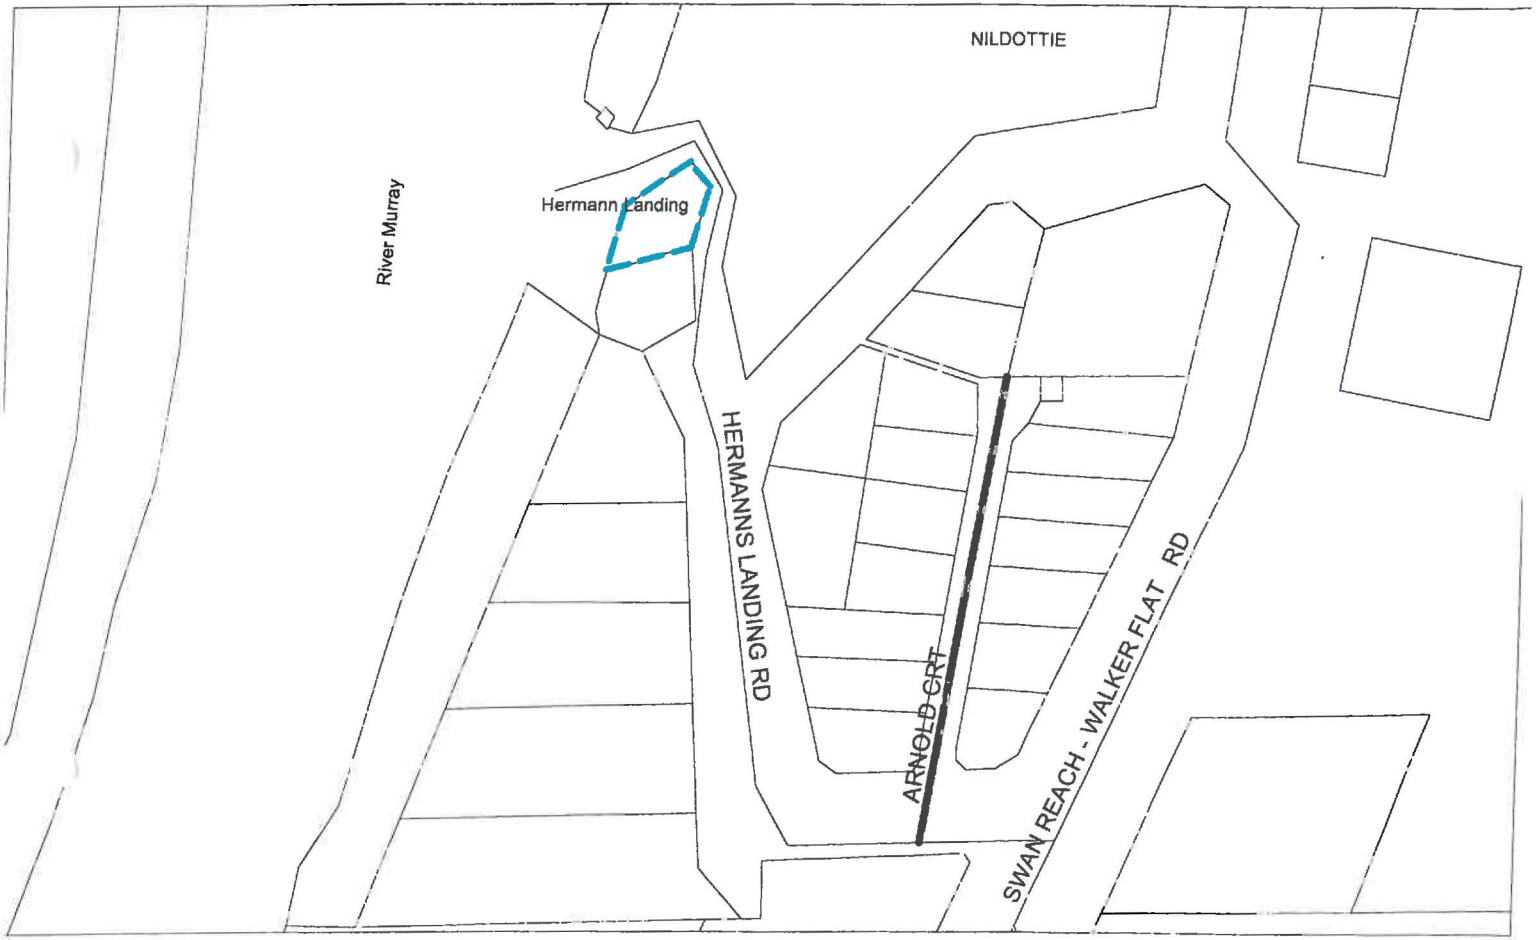 NILDOTTIE
Hermann Landing
River Murray
HERMANNS LANDING RD
ARNOLD CRT
SWAN REACH - WALKER FLAT RD